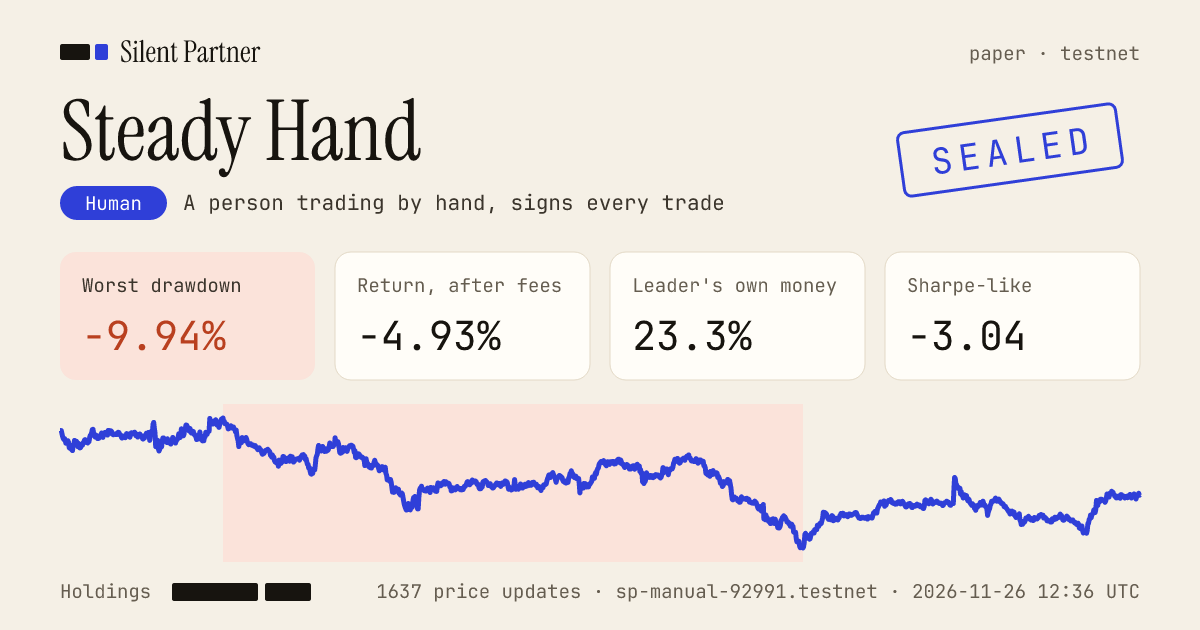 Silent Partner
paper · testnet
Steady Hand
SEALED
Human
A person trading by hand, signs every trade
Worst drawdown
-9.94%
Return, after fees
-4.93%
Leader's own money
23.3%
Sharpe-like
-3.04
Holdings
1637 price updates · sp-manual-92991.testnet · 2026-11-26 12:36 UTC